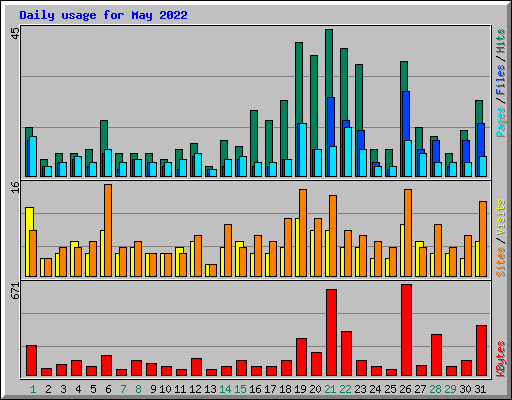 Daily usage for May 2022
45
Pages / Files / Hits
16
Sites / Visits
671
KBytes
1 2 3 4 5 6 7 8 9 10 11 12 13 14 15 16 17 18 19 20 21 22 23 24 25 26 27 28 29 30 31